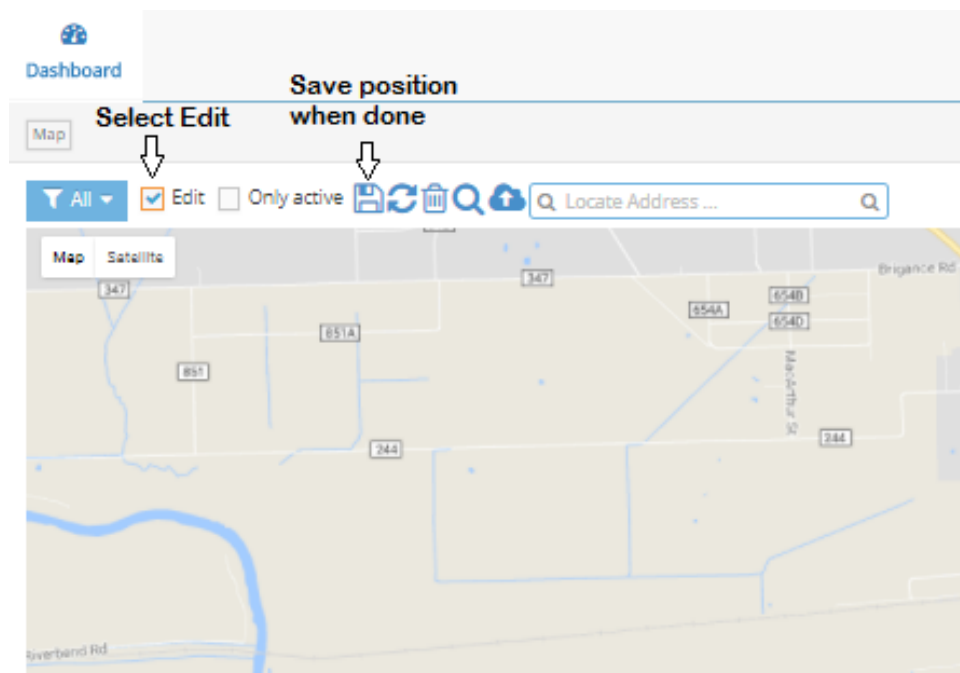 Dashboard
Save position
when done
Select Edit
Map
All
Edit
Only active
Locate Address ...
Map
Satellite
347
347
Brigance Rd
654B
654A
654D
851A
851
MacArthur St
244
244
Riverbend Rd